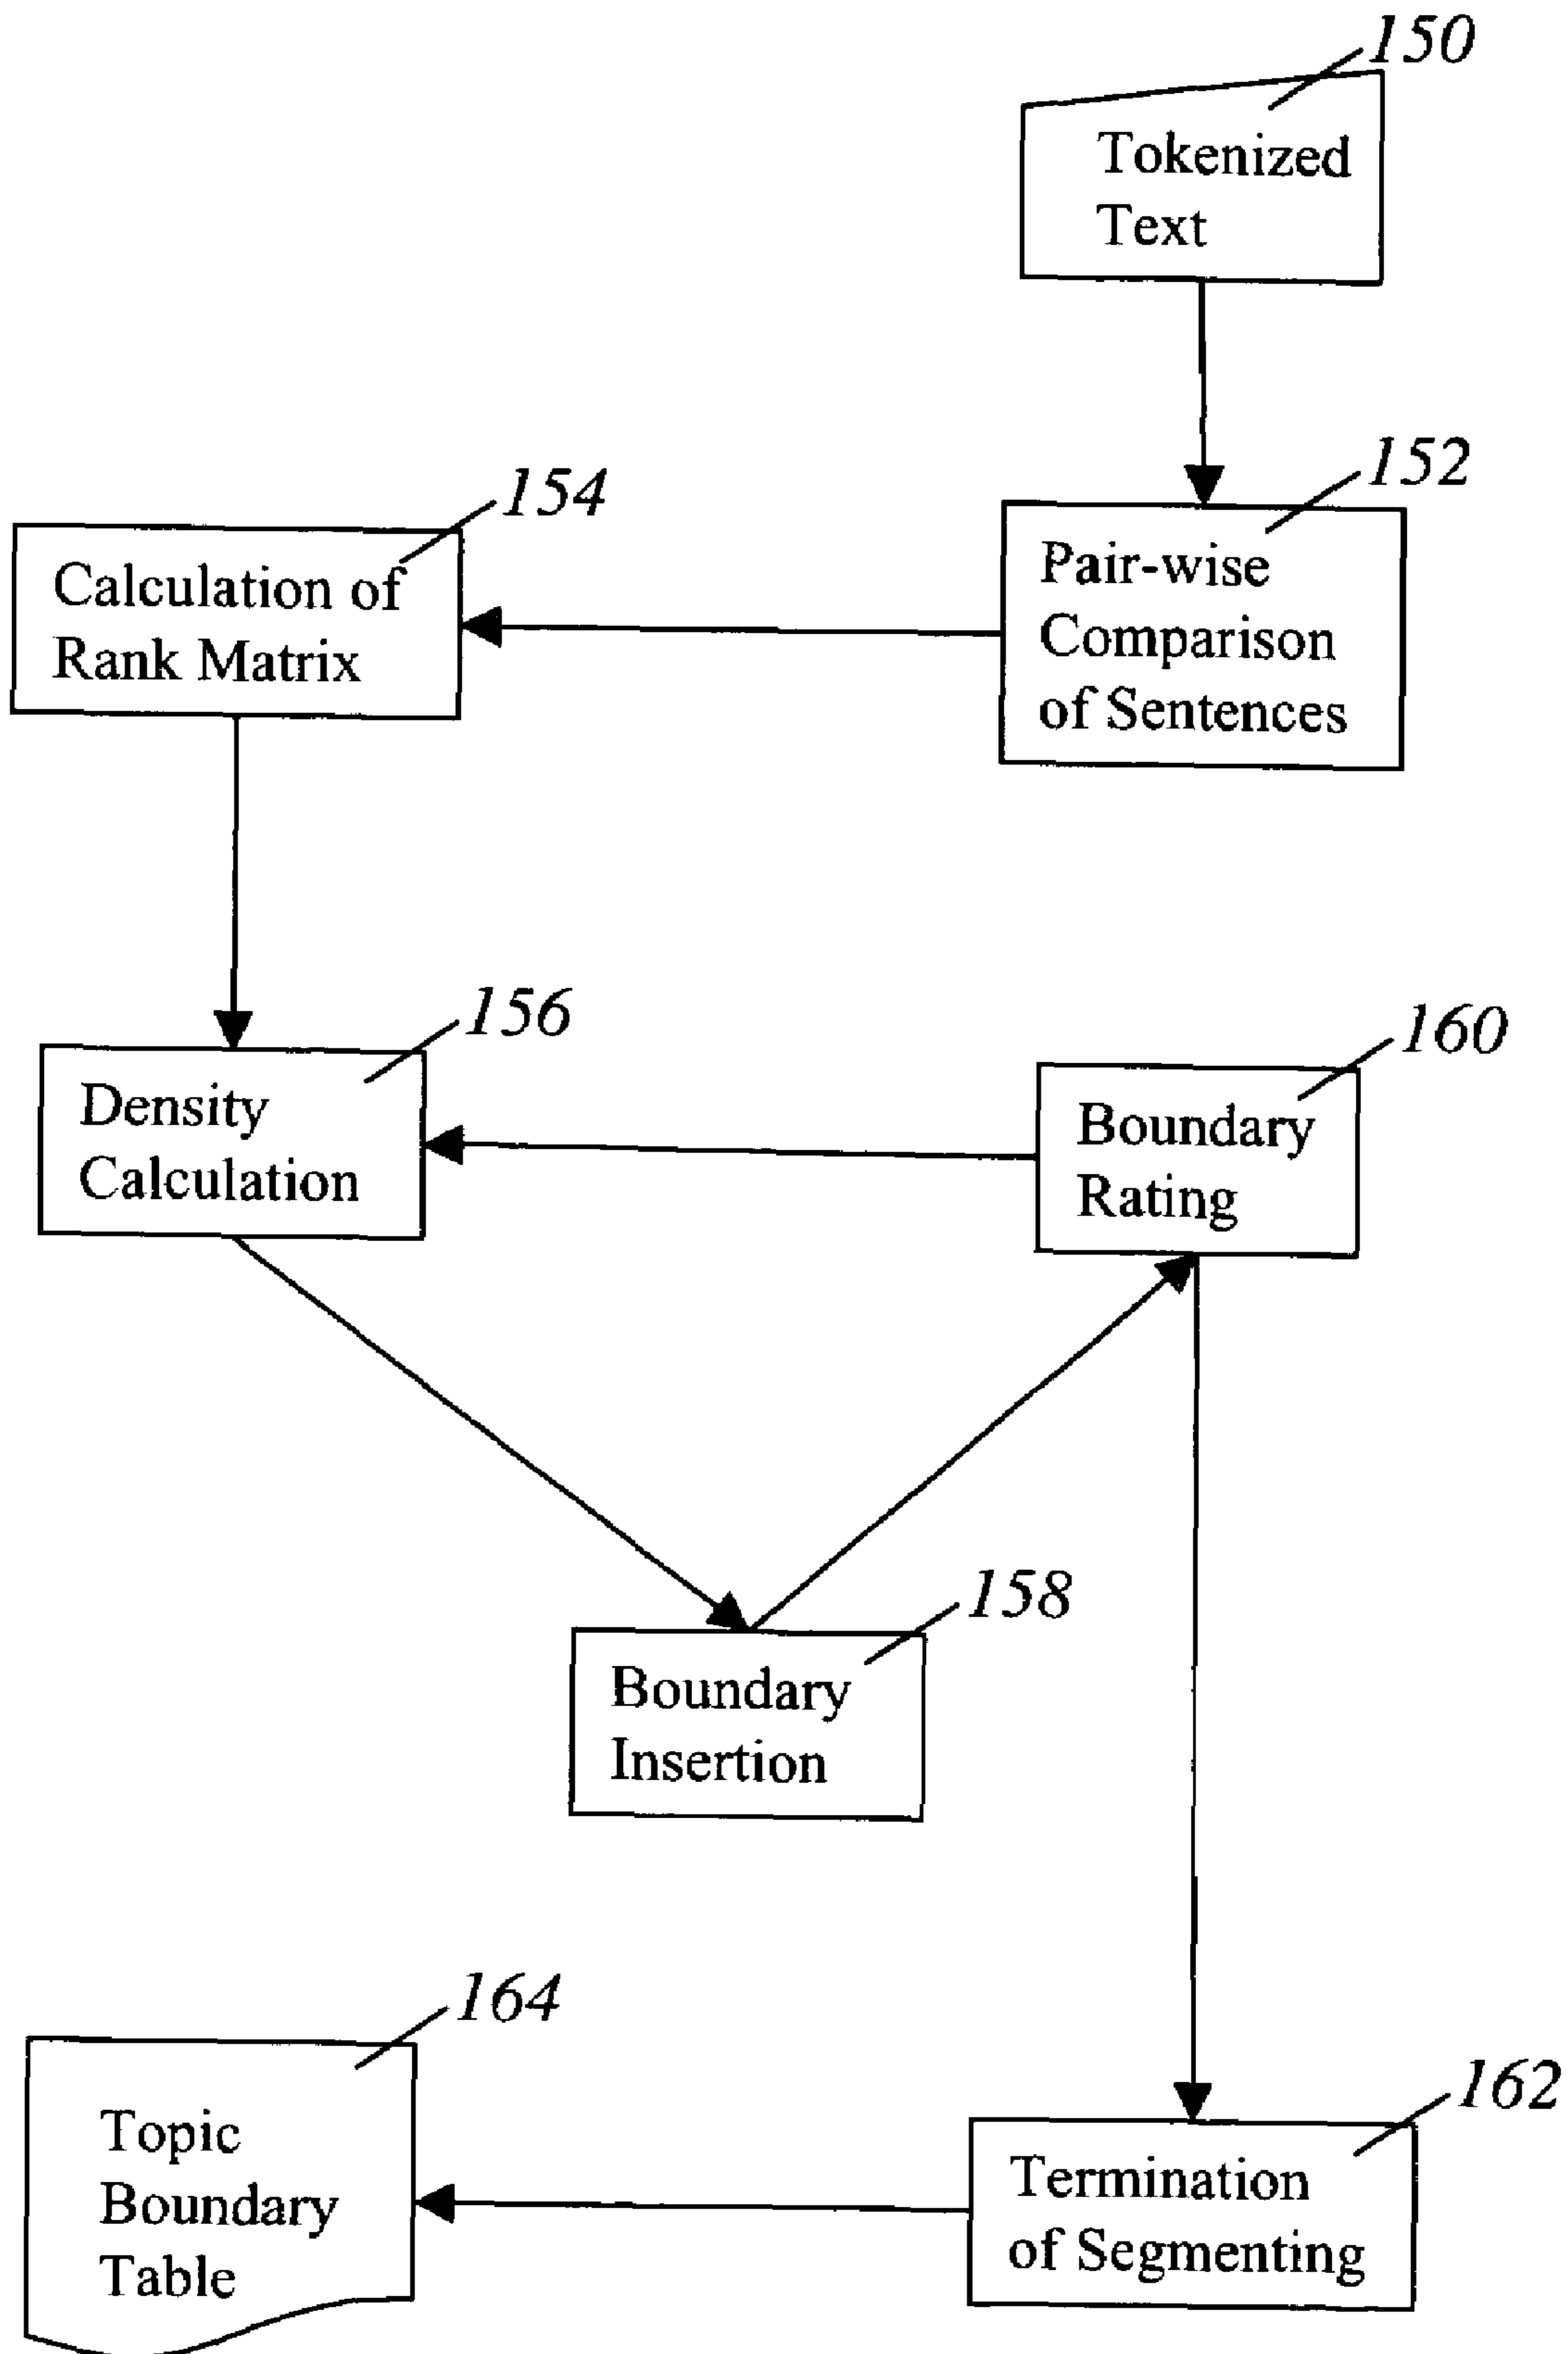 150
Tokenized
Text
152
Pair-wise
Comparison
of Sentences
154
Calculation of
Rank Matrix
156
Density
Calculation
160
Boundary
Rating
158
Boundary
Insertion
162
Termination
of Segmenting
164
Topic
Boundary
Table